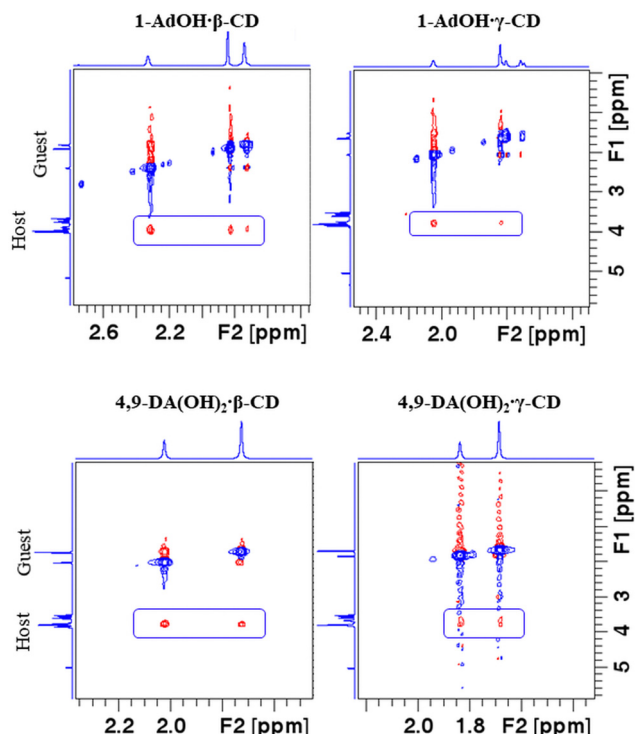 1-AdOH·β-CD
1-AdOH·γ-CD
Guest
Host
F1 [ppm]
3
4
5
2.6
2.2
F2 [ppm]
2.4
2.0
F2 [ppm]
4,9-DA(OH)₂·β-CD
4,9-DA(OH)₂·γ-CD
Guest
Host
F1 [ppm]
3
4
5
2.2
2.0
F2 [ppm]
2.0
1.8
F2 [ppm]